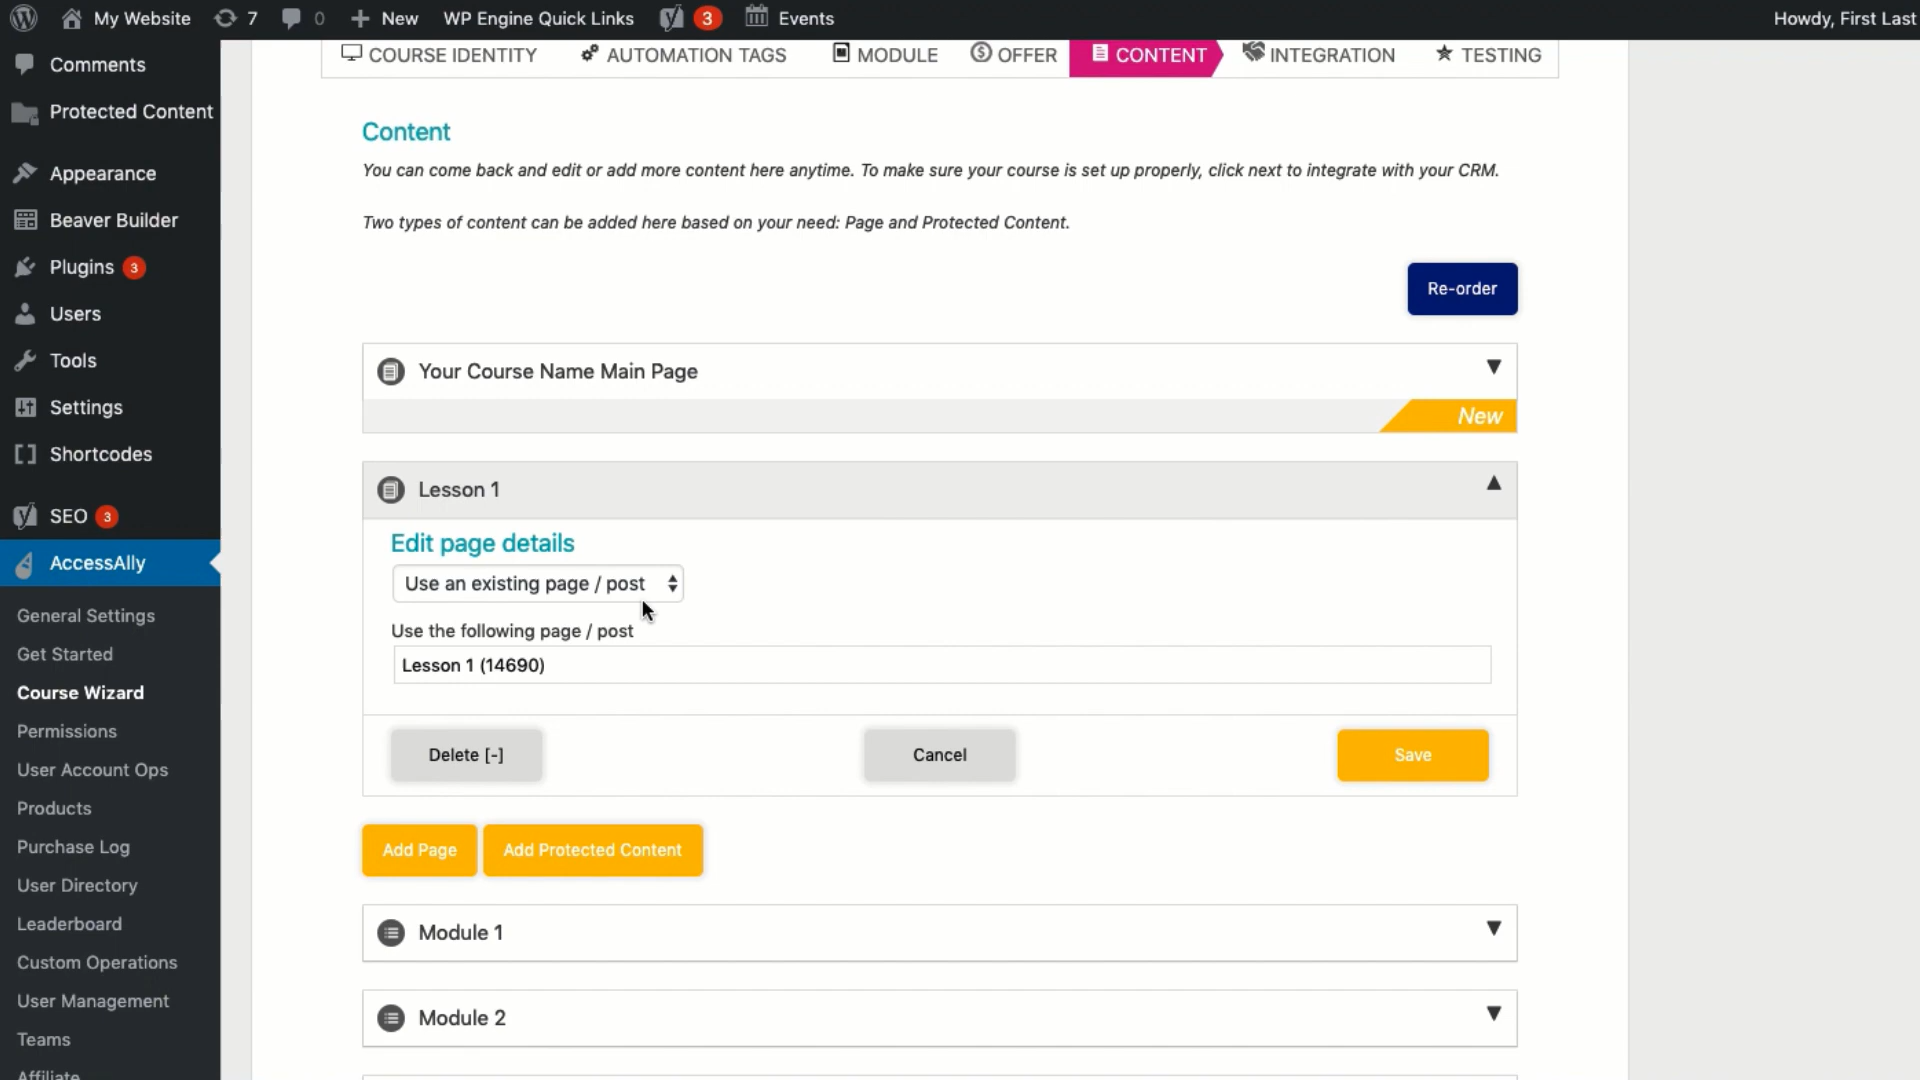 My Website 7 0 New WP Engine Quick Links 3 Events Howdy, First Last
Comments
Protected Content
Appearance
Beaver Builder
Plugins 3
Users
Tools
Settings
Shortcodes
SEO 3
AccessAlly
General Settings
Get Started
Course Wizard
Permissions
User Account Ops
Products
Purchase Log
User Directory
Leaderboard
Custom Operations
User Management
Teams
Affiliate
COURSE IDENTITY AUTOMATION TAGS MODULE OFFER CONTENT INTEGRATION TESTING
Content
You can come back and edit or add more content here anytime. To make sure your course is set up properly, click next to integrate with your CRM.
Two types of content can be added here based on your need: Page and Protected Content.
Re-order
Your Course Name Main Page
New
Lesson 1
Edit page details
Use an existing page / post
Use the following page / post
Lesson 1 (14690)
Delete [-] Cancel Save
Add Page Add Protected Content
Module 1
Module 2